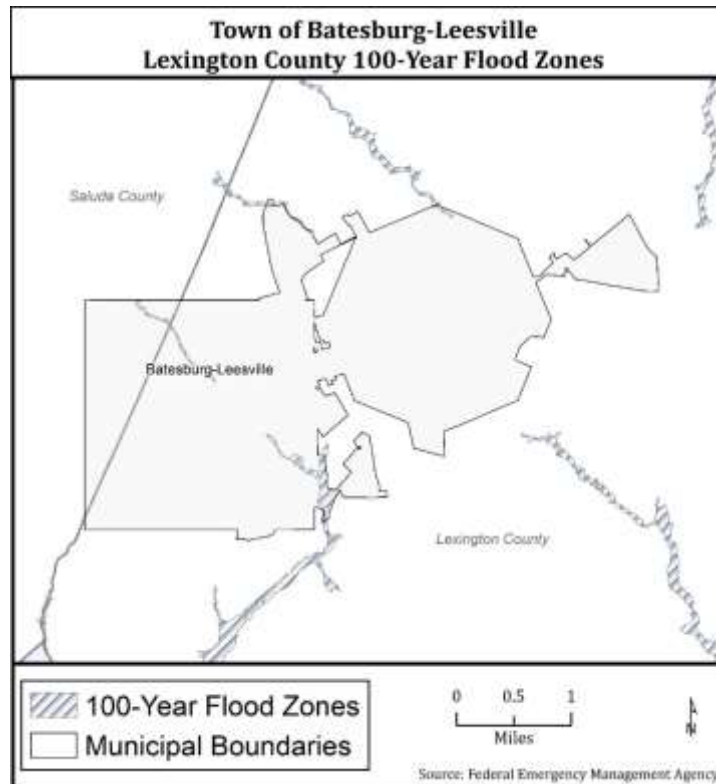 Town of Batesburg-Leesville
Lexington County 100-Year Flood Zones
Saluda County
Batesburg-Leesville
Lexington County
100-Year Flood Zones
Municipal Boundaries
0 0.5 1
Miles
N
Source: Federal Emergency Management Agency